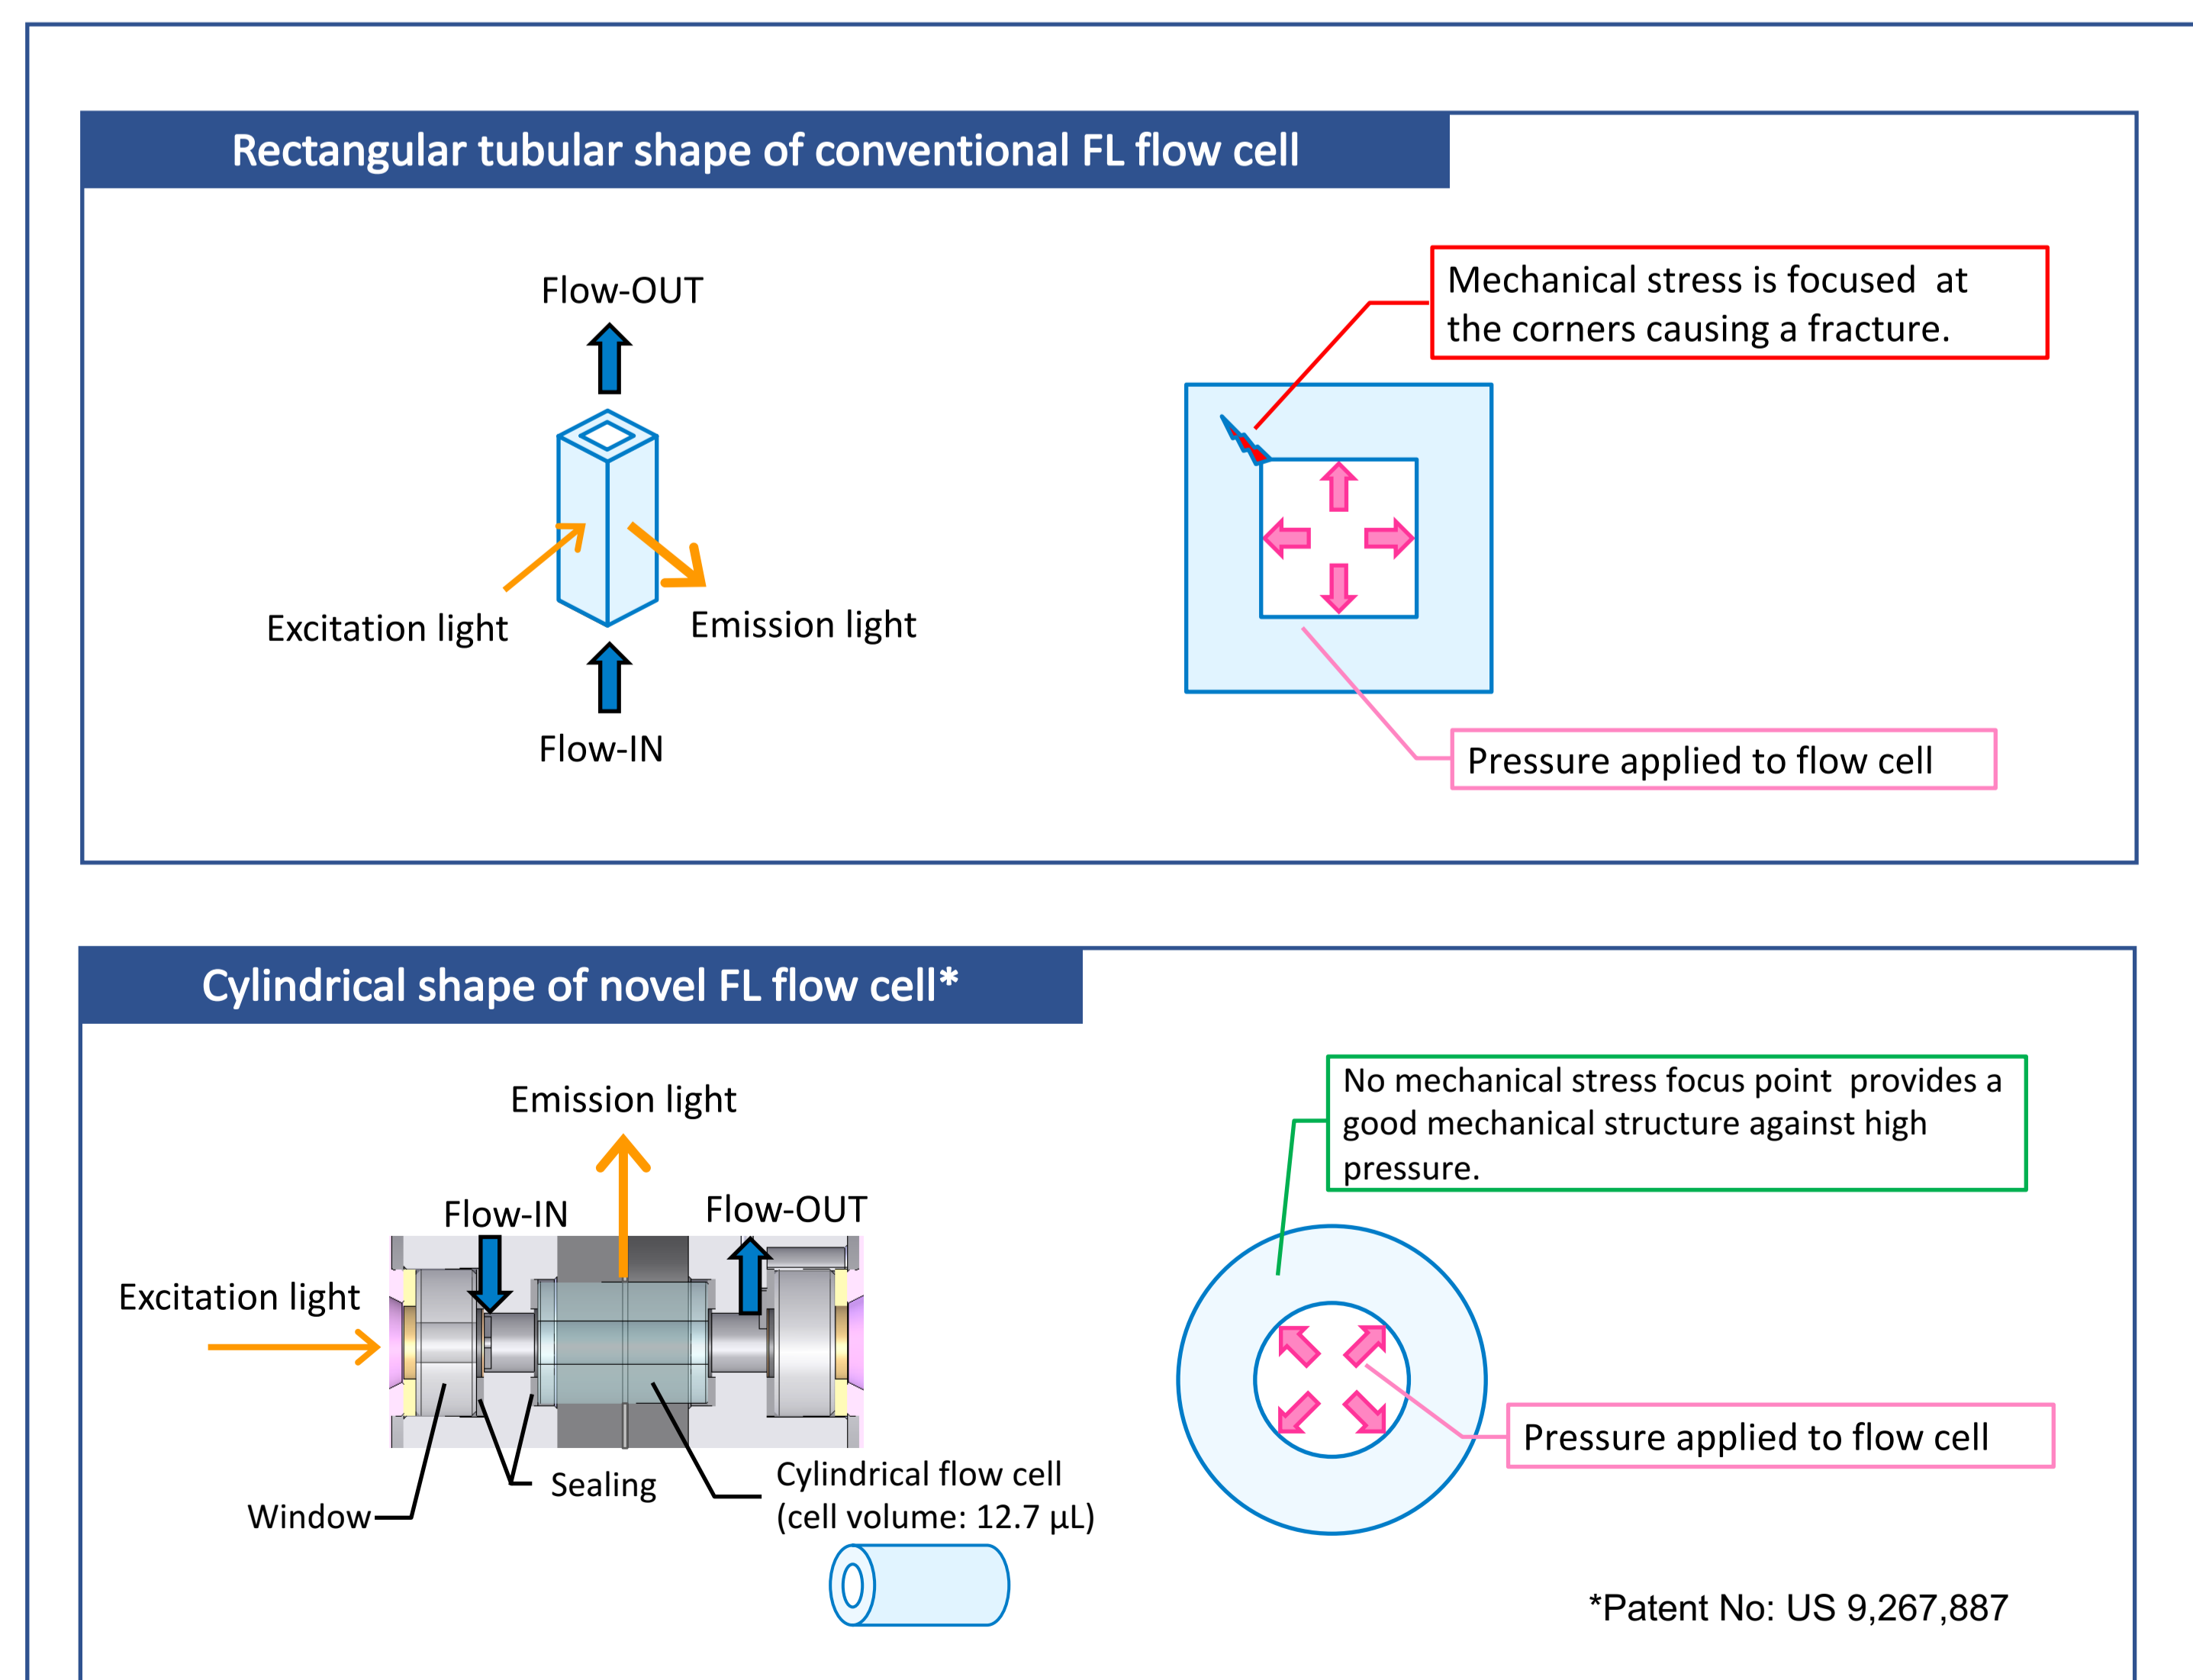 Rectangular tubular shape of conventional FL flow cell
Flow-OUT
Mechanical stress is focused at
the corners causing a fracture.
Excitation light
Emission light
Flow-IN
Pressure applied to flow cell
Cylindrical shape of novel FL flow cell*
Emission light
No mechanical stress focus point provides a
good mechanical structure against high
pressure.
Flow-IN
Flow-OUT
Excitation light
Pressure applied to flow cell
Sealing
Window
Cylindrical flow cell
(cell volume: 12.7 µL)
*Patent No: US 9,267,887